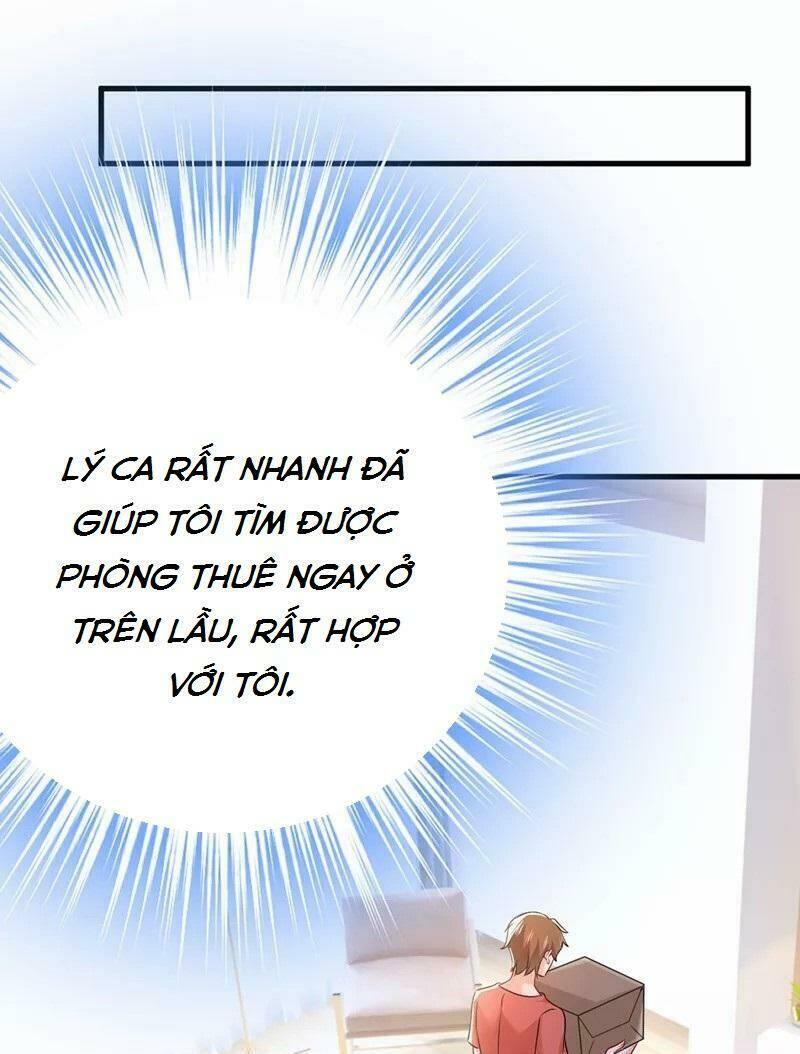 LÝ CA RẤT NHANH ĐÃ
GIÚP TÔI TÌM ĐƯỢC
PHÒNG THUÊ NGAY Ở
TRÊN LẦU, RẤT HỢP
VỚI TÔI.